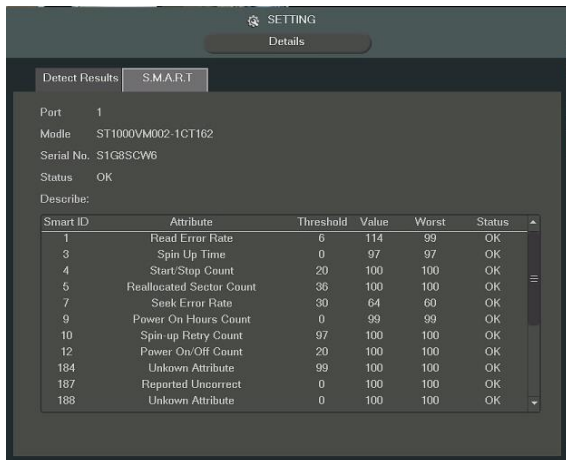 SETTING
Details
Detect Results S.M.A.R.T
Port 1
Modle ST1000VM002-1CT162
Serial No. S1G8SCW6
Status OK
Describe:
Smart ID Attribute Threshold Value Worst Status
1 Read Error Rate 6 114 99 OK
3 Spin Up Time 0 97 97 OK
4 Start/Stop Count 20 100 100 OK
5 Reallocated Sector Count 36 100 100 OK
7 Seek Error Rate 30 64 60 OK
9 Power On Hours Count 0 99 99 OK
10 Spin-up Retry Count 97 100 100 OK
12 Power On/Off Count 20 100 100 OK
184 Unkown Attribute 99 100 100 OK
187 Reported Uncorrect 0 100 100 OK
188 Unkown Attribute 0 100 100 OK